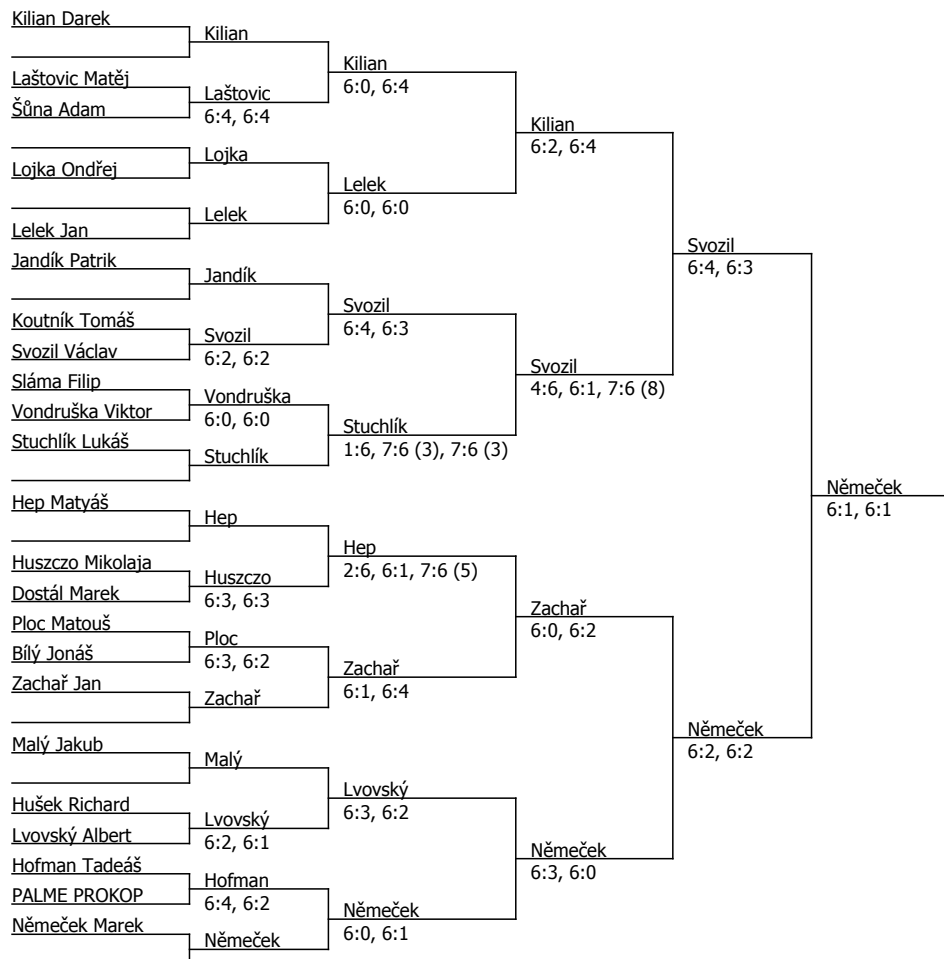 Kilian Darek
Kilian
Kilian
6:0, 6:4
Laštovic Matěj
Laštovic
Šůna Adam
6:4, 6:4
Kilian
6:2, 6:4
Lojka
Lojka Ondřej
Lelek
6:0, 6:0
Lelek
Lelek Jan
Svozil
6:4, 6:3
Jandík Patrik
Jandík
Svozil
6:4, 6:3
Koutník Tomáš
Svozil
Svozil Václav
6:2, 6:2
Svozil
4:6, 6:1, 7:6 (8)
Sláma Filip
Vondruška
Vondruška Viktor
6:0, 6:0
Stuchlík
1:6, 7:6 (3), 7:6 (3)
Stuchlík Lukáš
Stuchlík
Němeček
6:1, 6:1
Hep Matyáš
Hep
Hep
2:6, 6:1, 7:6 (5)
Huszczo Mikolaja
Huszczo
Dostál Marek
6:3, 6:3
Zachař
6:0, 6:2
Ploc Matouš
Ploc
Bílý Jonáš
6:3, 6:2
Zachař
6:1, 6:4
Zachař Jan
Zachař
Němeček
6:2, 6:2
Malý Jakub
Malý
Lvovský
6:3, 6:2
Hušek Richard
Lvovský
Lvovský Albert
6:2, 6:1
Němeček
6:3, 6:0
Hofman Tadeáš
Hofman
PALME PROKOP
6:4, 6:2
Němeček
6:0, 6:1
Němeček Marek
Němeček